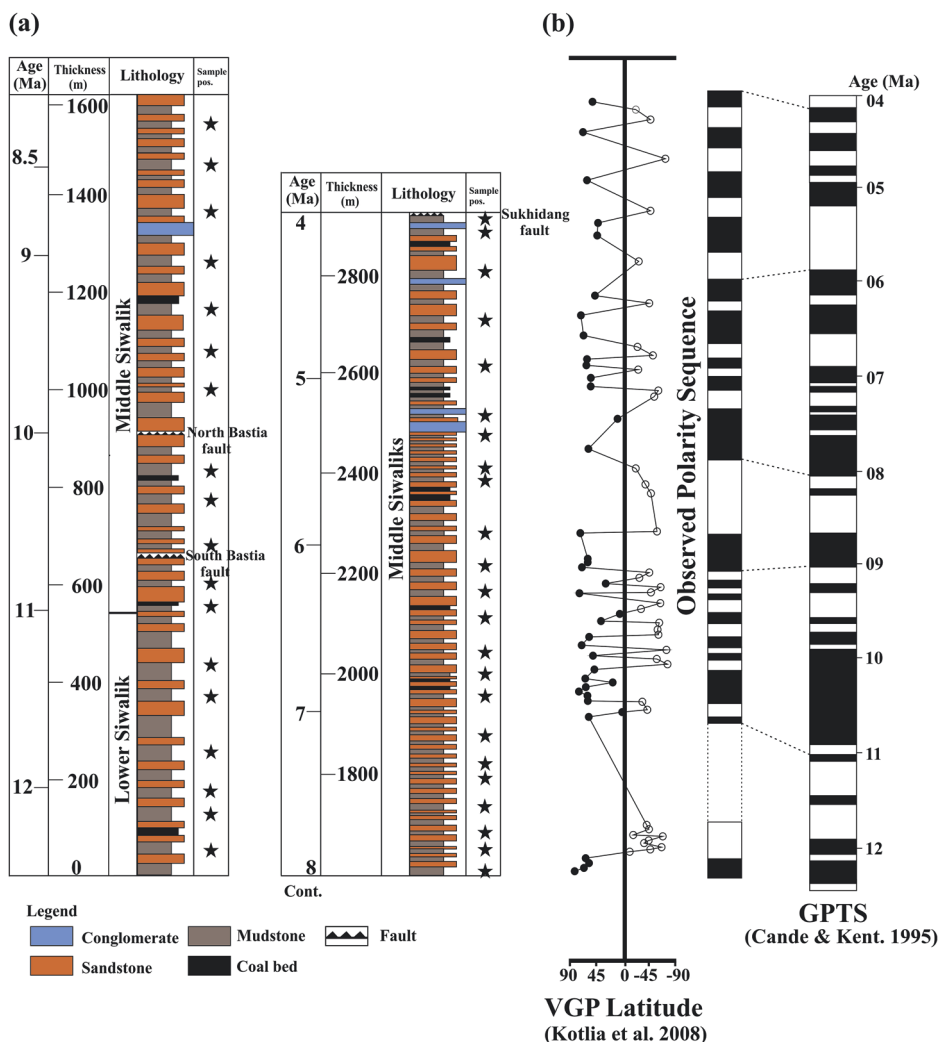 (a)
Age
(Ma)
Thickness
(m)
Lithology
Sample
pos.
1600
8.5
1400
9
1200
1000
10
800
600
11
400
12
200
0
Middle Siwalik
Lower Siwalik
North Bastia
fault
South Bastia
fault
Age
(Ma)
Thickness
(m)
Lithology
Sample
pos.
4
Sukhidang
fault
2800
5
2600
2400
6
2200
2000
7
1800
8
Middle Siwaliks
Cont.
Legend
Conglomerate
Mudstone
Fault
Sandstone
Coal bed
(b)
Observed Polarity Sequence
Age (Ma)
04
05
06
07
08
09
10
11
12
GPTS
(Cande & Kent. 1995)
90 45 0 -45 -90
VGP Latitude
(Kotlia et al. 2008)